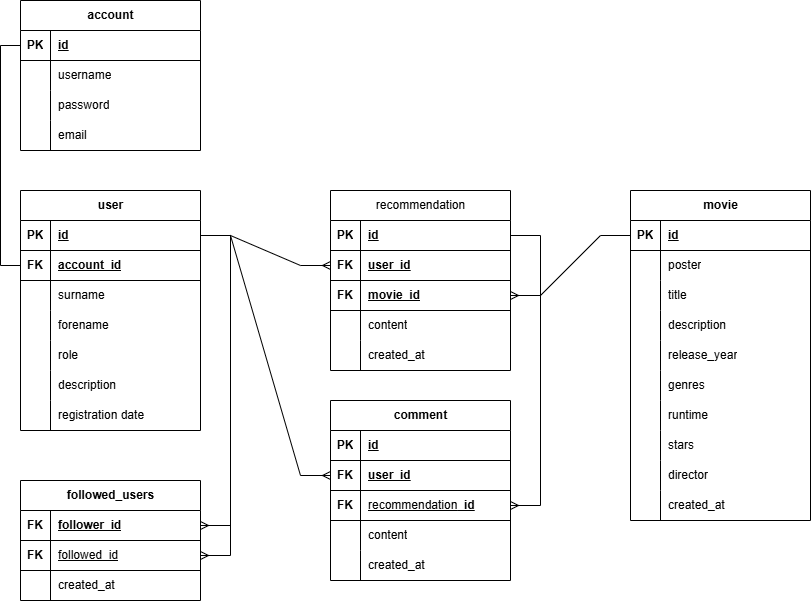 account
PK id
username
password
email
user
PK id
FK account_id
surname
forename
role
description
registration date
followed_users
FK follower_id
FK followed_id
created_at
recommendation
PK id
FK user_id
FK movie_id
content
created_at
comment
PK id
FK user_id
FK recommendation_id
content
created_at
movie
PK id
poster
title
description
release_year
genres
runtime
stars
director
created_at